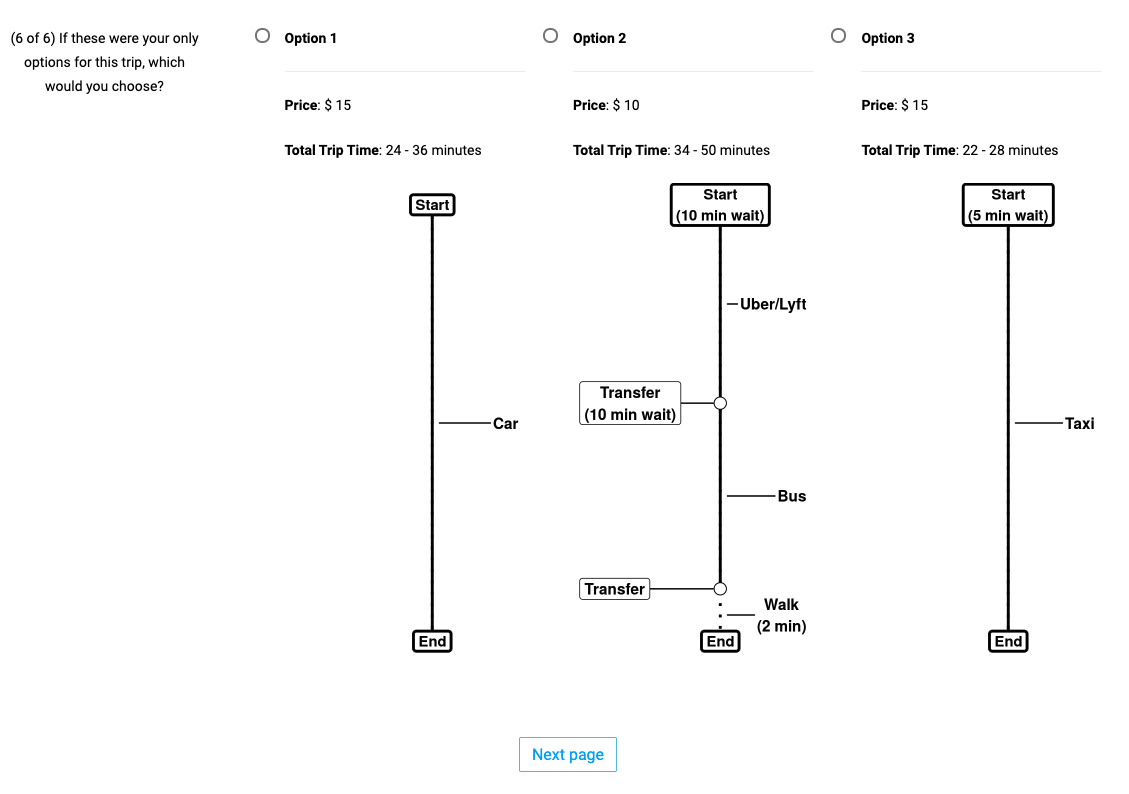 (6 of 6) If these were your only
options for this trip, which
would you choose?
Option 1
Price: $ 15
Total Trip Time: 24 - 36 minutes
Start
Car
End
Option 2
Price: $ 10
Total Trip Time: 34 - 50 minutes
Start
(10 min wait)
Uber/Lyft
Transfer
(10 min wait)
Bus
Transfer
Walk
(2 min)
End
Option 3
Price: $ 15
Total Trip Time: 22 - 28 minutes
Start
(5 min wait)
Taxi
End
Next page